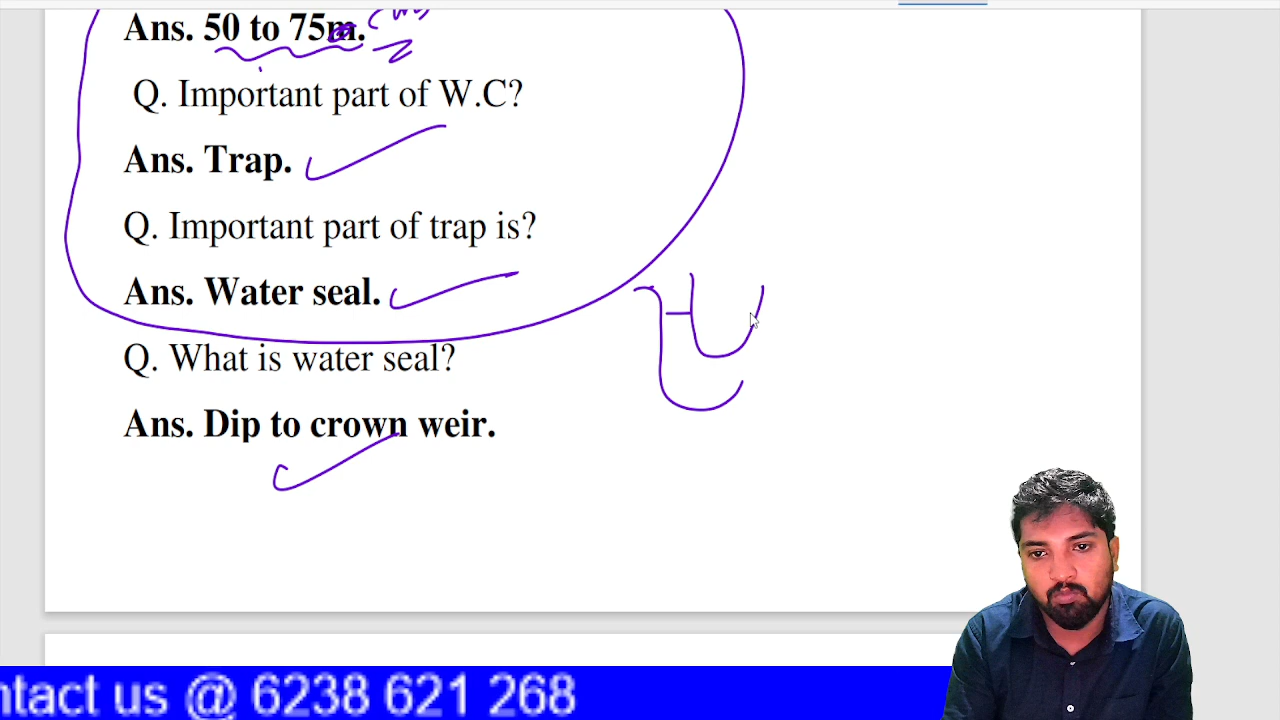 Ans. 50 to 75m.
Q. Important part of W.C?
Ans. Trap.
Q. Important part of trap is?
Ans. Water seal.
Q. What is water seal?
Ans. Dip to crown weir.
ntact us @ 6238 621 268